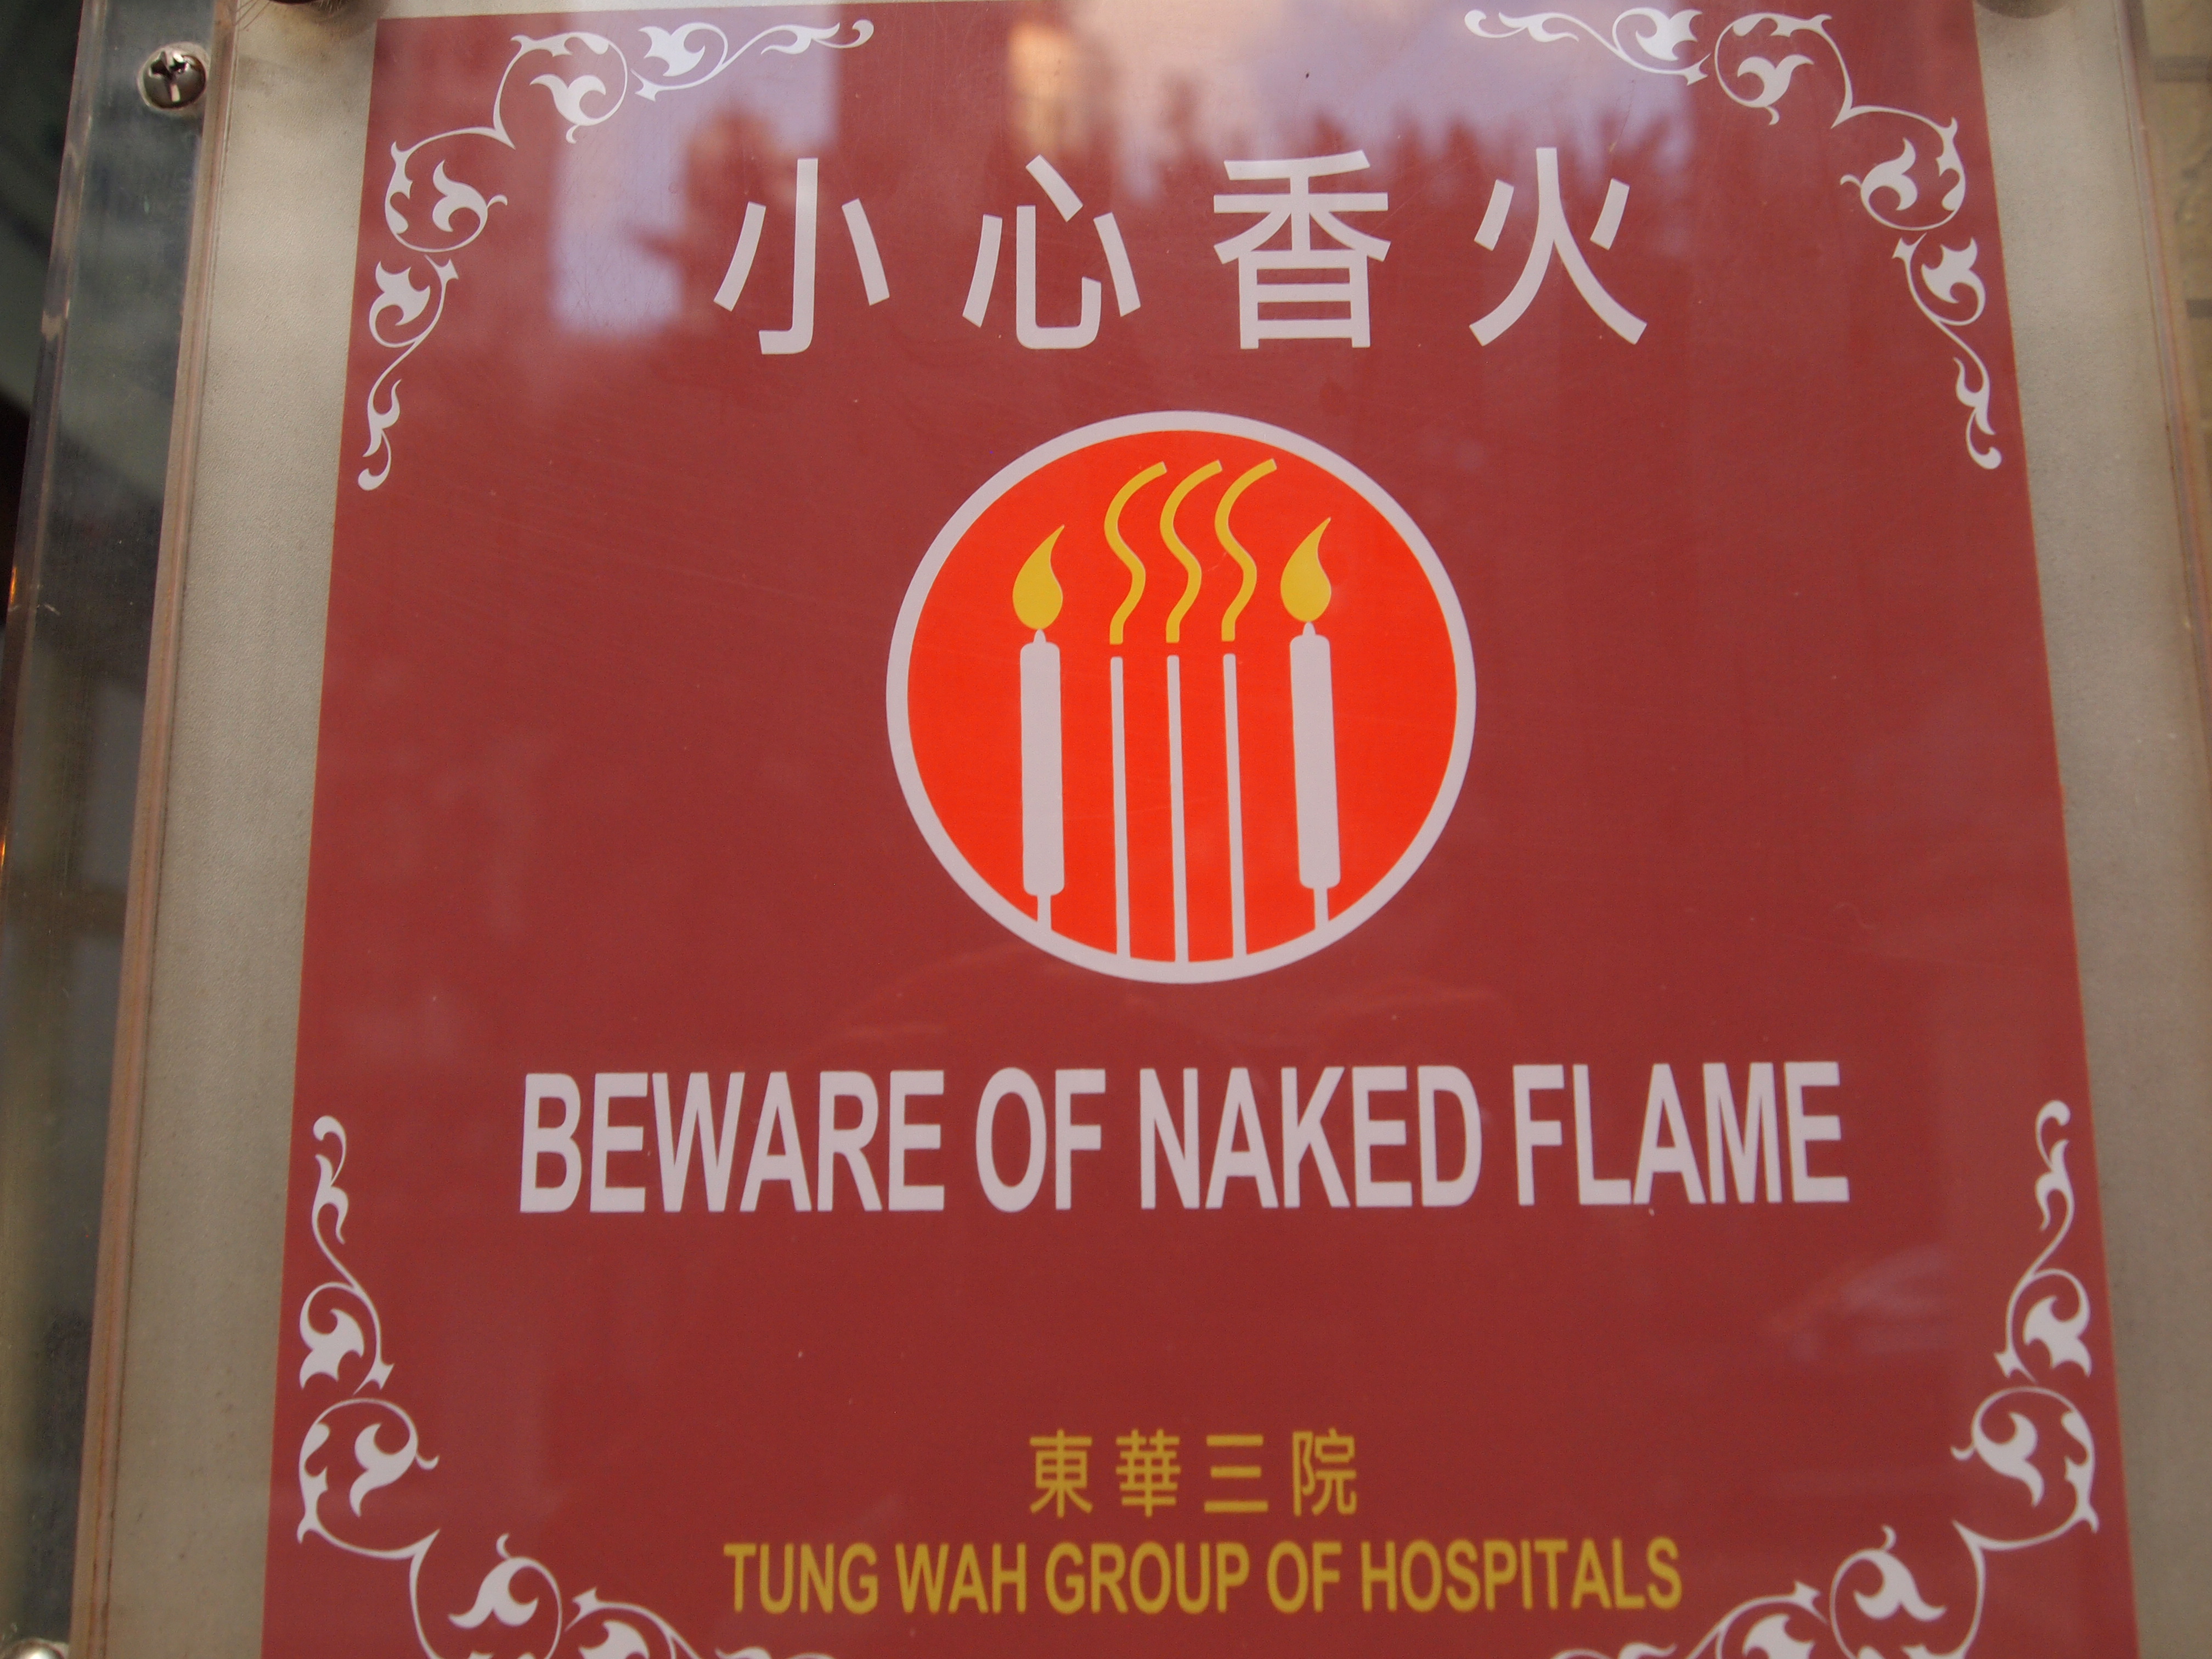 小心香火
BEWARE OF NAKED FLAME
東華三院
TUNG WAH GROUP OF HOSPITALS